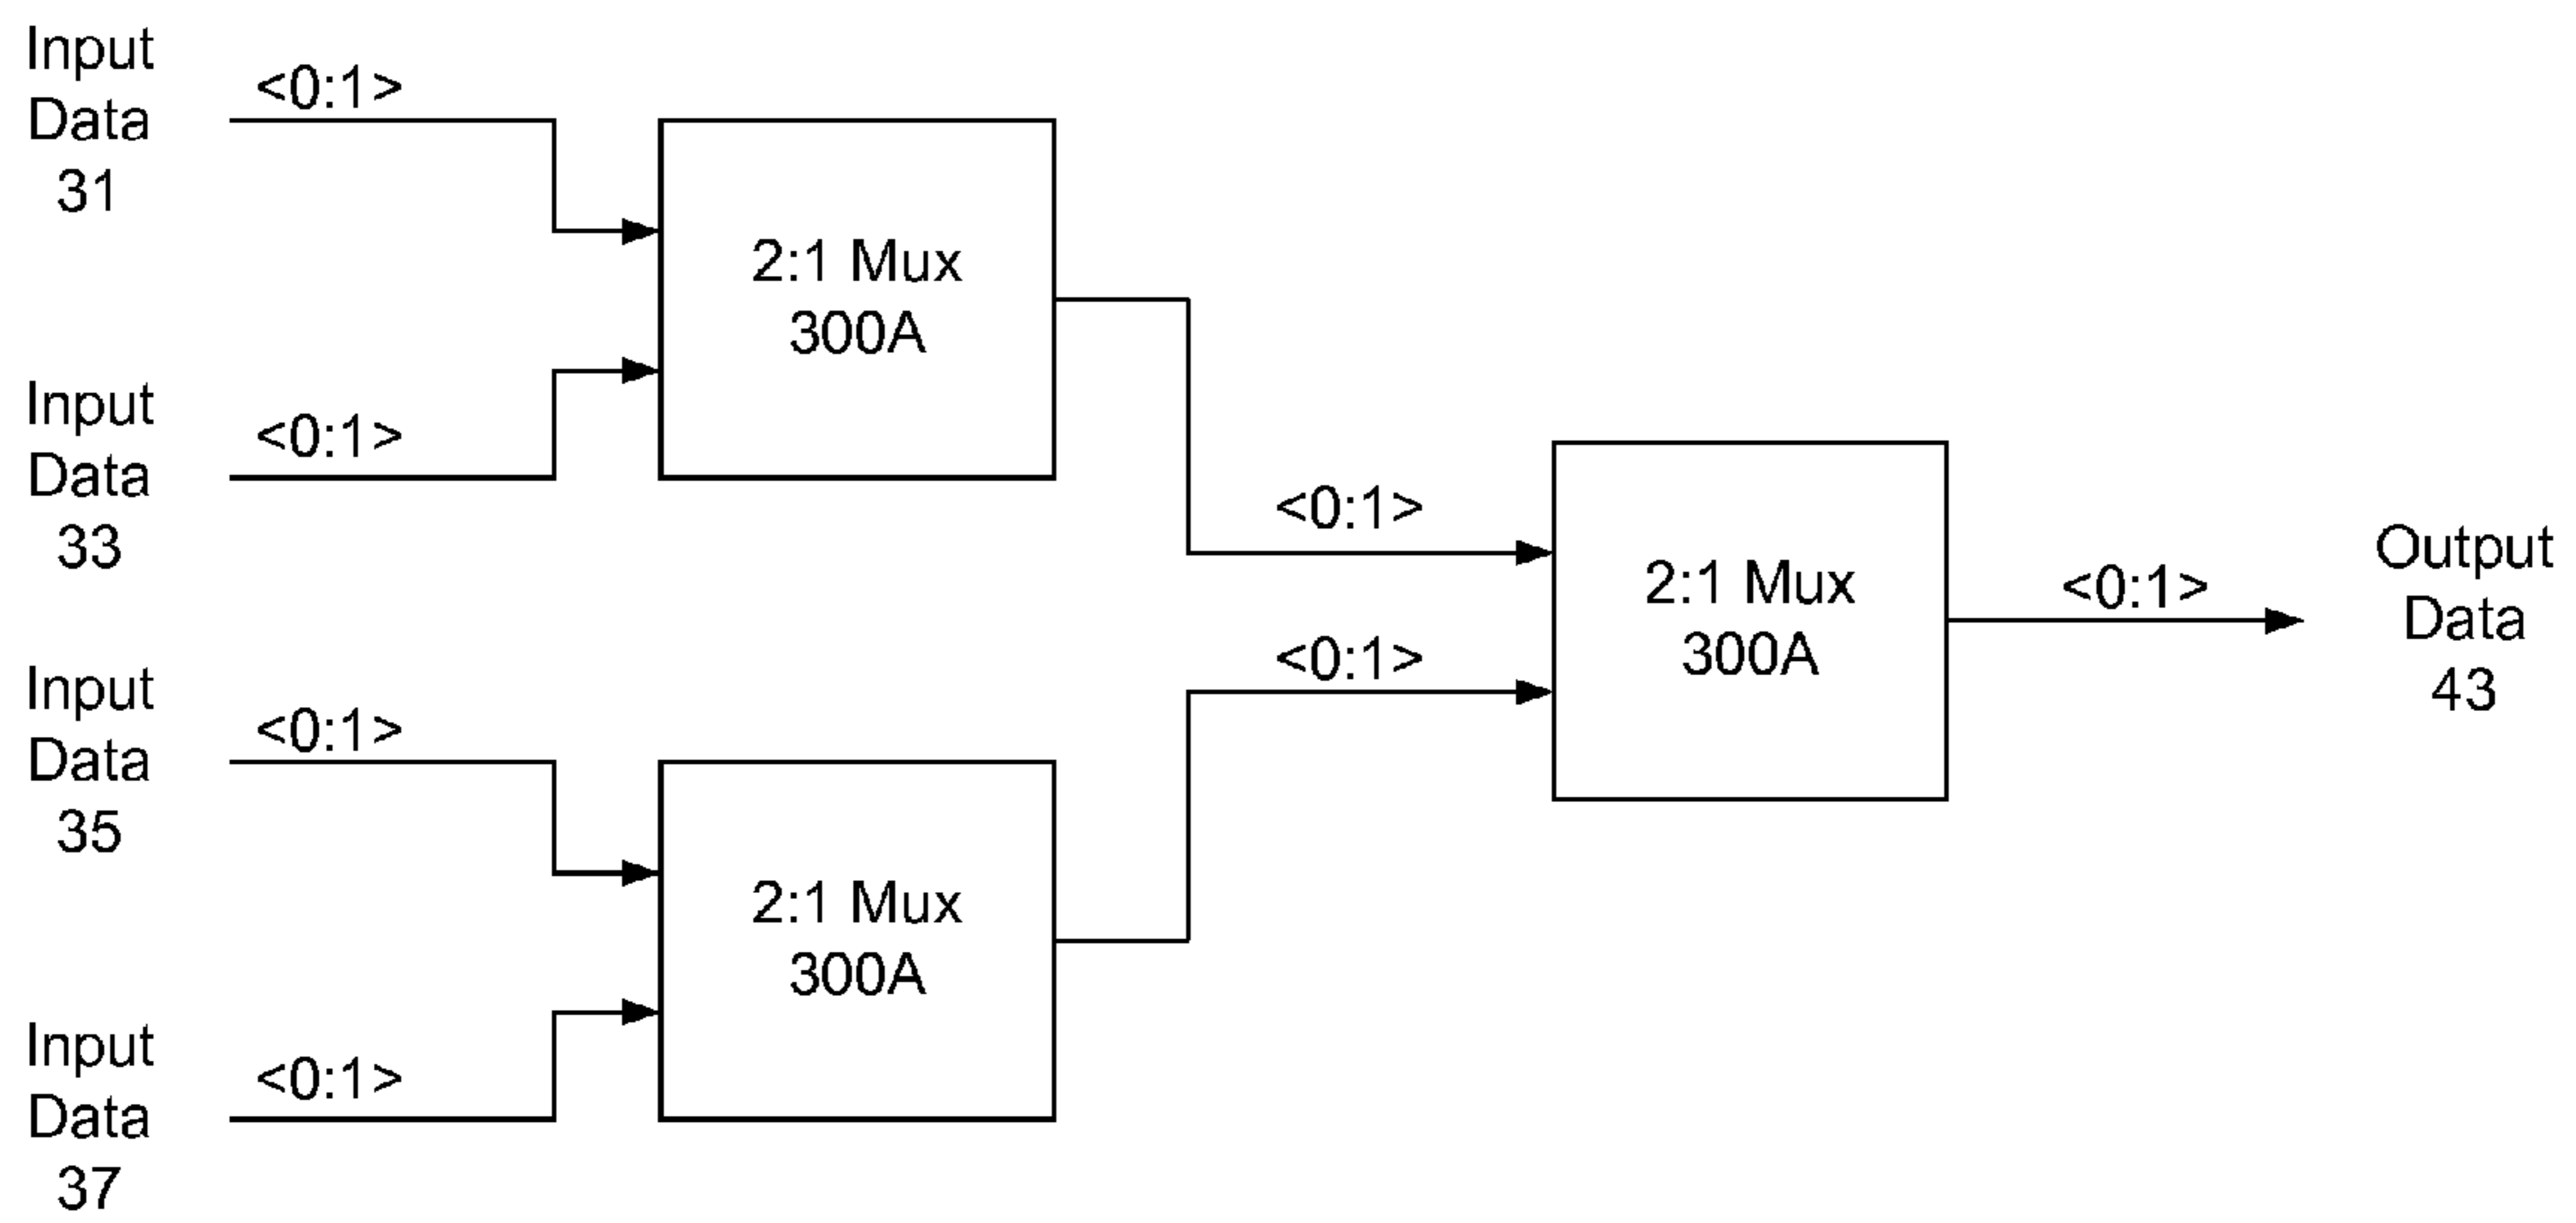 Input
Data
31
<0:1>
Input
Data
33
<0:1>
2:1 Mux
300A
Input
Data
35
<0:1>
Input
Data
37
<0:1>
2:1 Mux
300A
<0:1>
<0:1>
2:1 Mux
300A
<0:1>
Output
Data
43